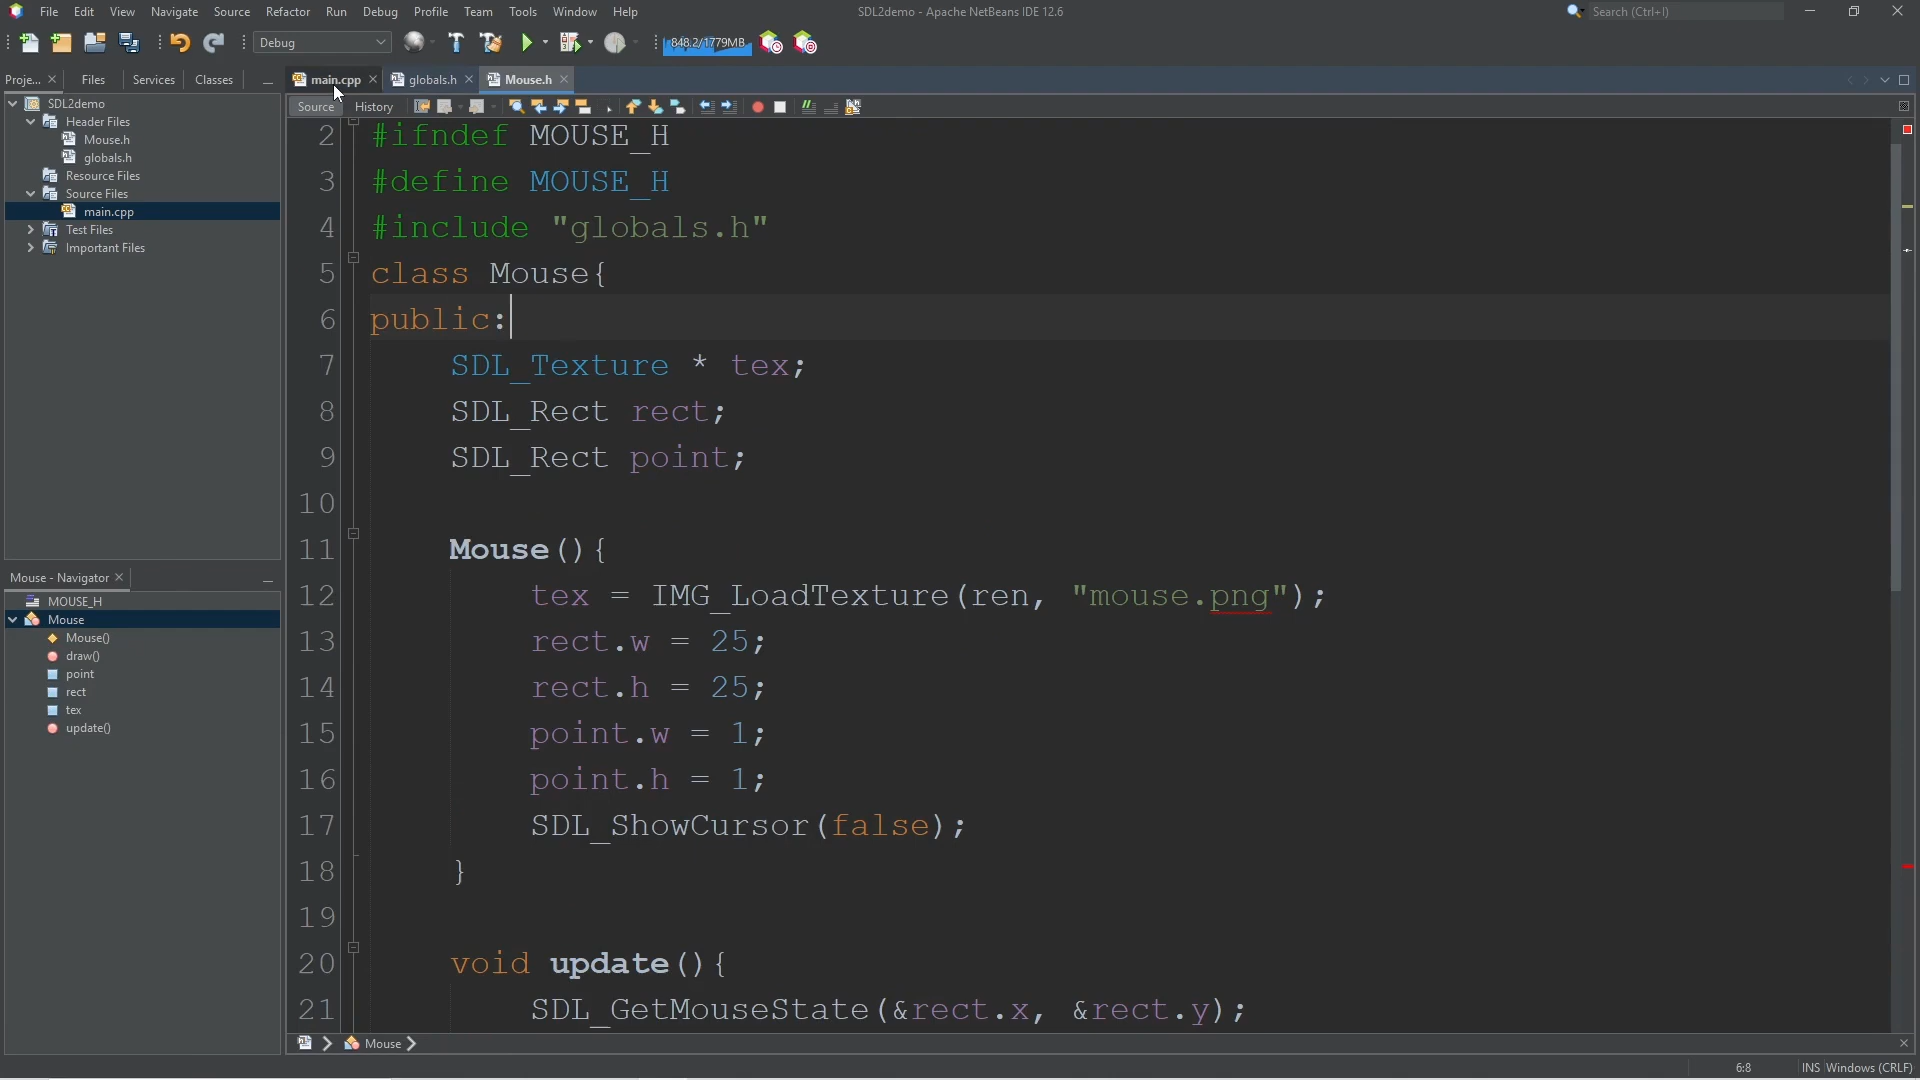 File Edit View Navigate Source Refactor Run Debug Profile Team Tools Window Help SDL2demo - Apache NetBeans IDE 12.6 Search (Ctrl+I)
Debug 848.2/1779MB
Proje... Files Services Classes main.cpp globals.h Mouse.h
Source History
SDL2demo
Header Files
Mouse.h
globals.h
Resource Files
Source Files
main.cpp
Test Files
Important Files
Mouse - Navigator
MOUSE_H
Mouse
Mouse()
draw()
point
rect
tex
update()
2 #ifndef MOUSE_H
3 #define MOUSE_H
4 #include "globals.h"
5 class Mouse{
6 public:
7 SDL_Texture * tex;
8 SDL_Rect rect;
9 SDL_Rect point;
10
11 Mouse(){
12 tex = IMG_LoadTexture(ren, "mouse.png");
13 rect.w = 25;
14 rect.h = 25;
15 point.w = 1;
16 point.h = 1;
17 SDL_ShowCursor(false);
18 }
19
20 void update(){
21 SDL_GetMouseState(&rect.x, &rect.y);
Mouse
6:8 INS Windows (CRLF)